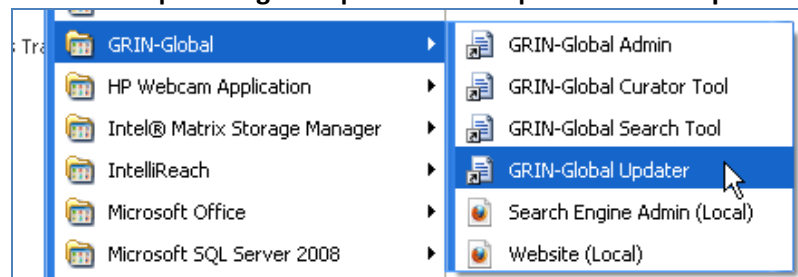 s Tra
GRIN-Global
HP Webcam Application
Intel® Matrix Storage Manager
IntelliReach
Microsoft Office
Microsoft SQL Server 2008
GRIN-Global Admin
GRIN-Global Curator Tool
GRIN-Global Search Tool
GRIN-Global Updater
Search Engine Admin (Local)
Website (Local)